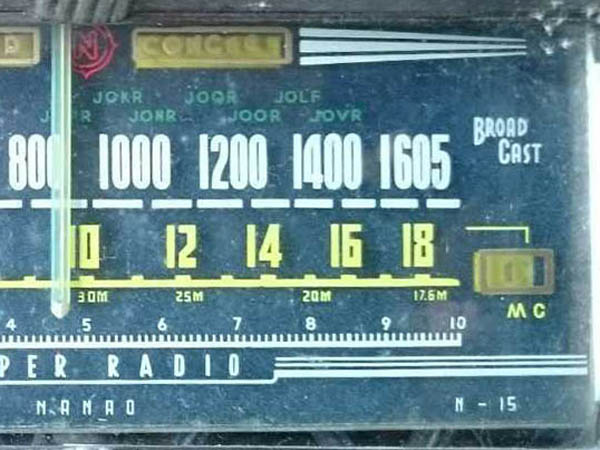 D N CONCERT
JOKR JOQR JOLF
JONR JOOR JOVR
800 1000 1200 1400 1605 BROAD CAST
10 12 14 16 18
30M 25M 20M 17.6M MC
4 5 6 7 8 9 10
PER RADIO
NANAO N-15